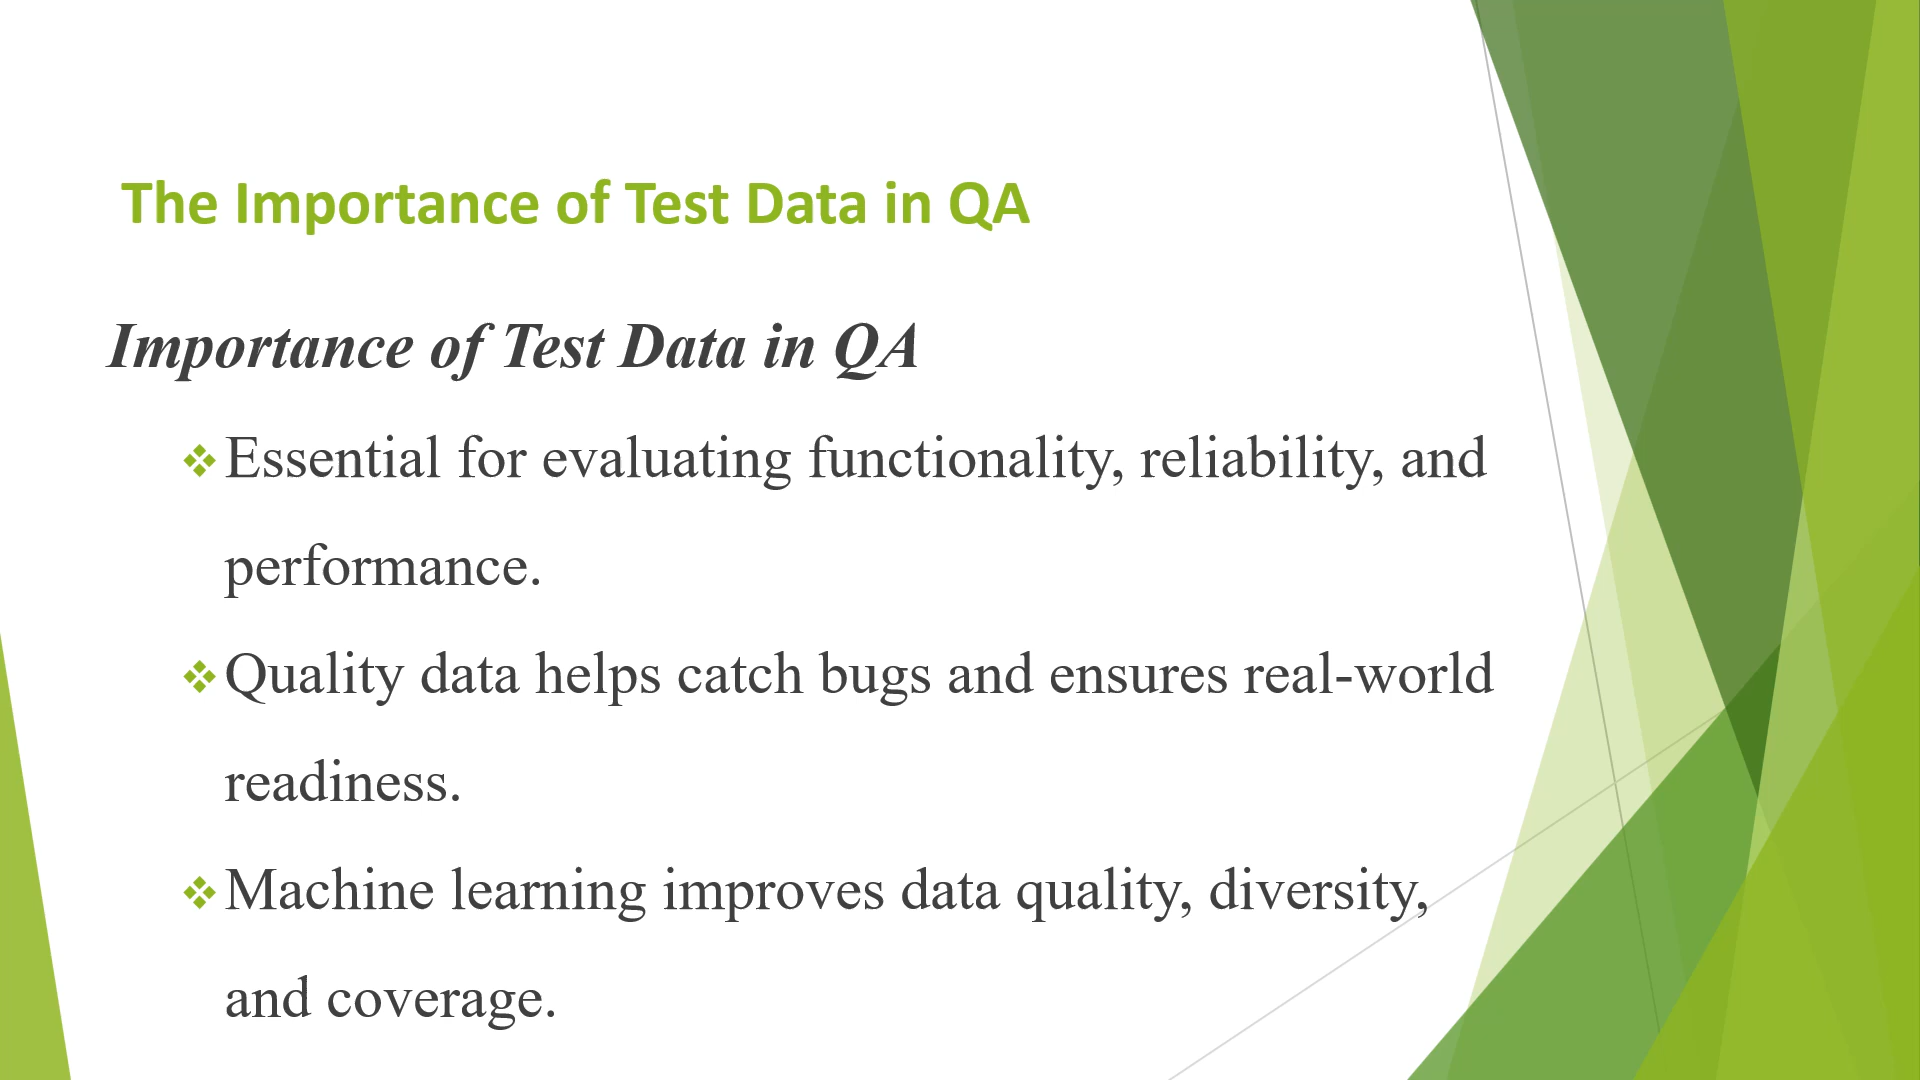 The Importance of Test Data in QA
Importance of Test Data in QA
❖Essential for evaluating functionality, reliability, and
performance.
❖Quality data helps catch bugs and ensures real-world
readiness.
❖Machine learning improves data quality, diversity,
and coverage.